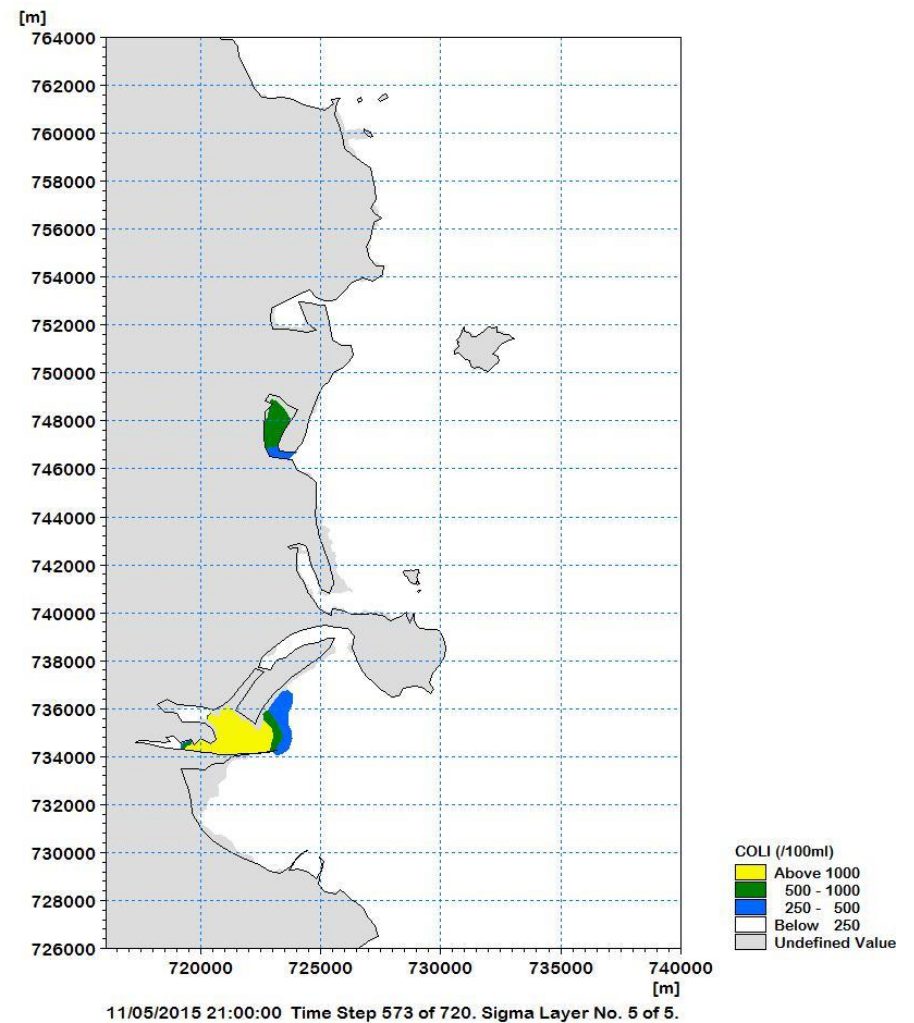 [m]
764000
762000
760000
758000
756000
754000
752000
750000
748000
746000
744000
742000
740000
738000
736000
734000
732000
730000
728000
726000
720000 725000 730000 735000 740000
[m]
COLI (/100ml)
Above 1000
500 - 1000
250 - 500
Below 250
Undefined Value
11/05/2015 21:00:00 Time Step 573 of 720. Sigma Layer No. 5 of 5.